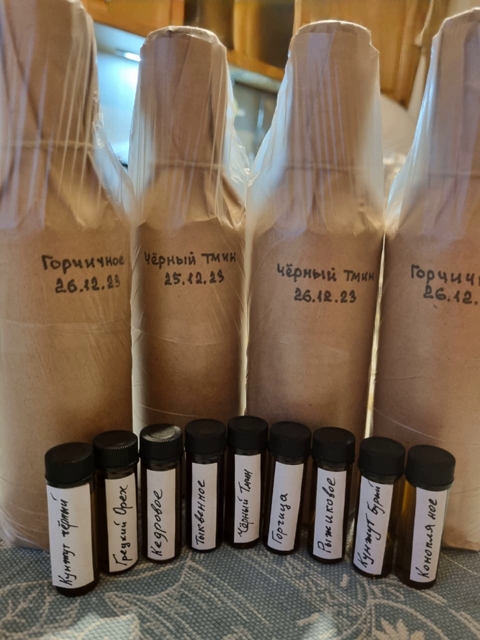 Горчичное
26.12.23
Чёрный тмин
25.12.23
Чёрный тмин
26.12.23
Горчич
26.12.
Кунжут чёрный
Грецкий Орех
Кедровое
Тыквенное
Чёрный Тмин
Горчица
Рыжиковое
Кунжут бурый
Конопляное